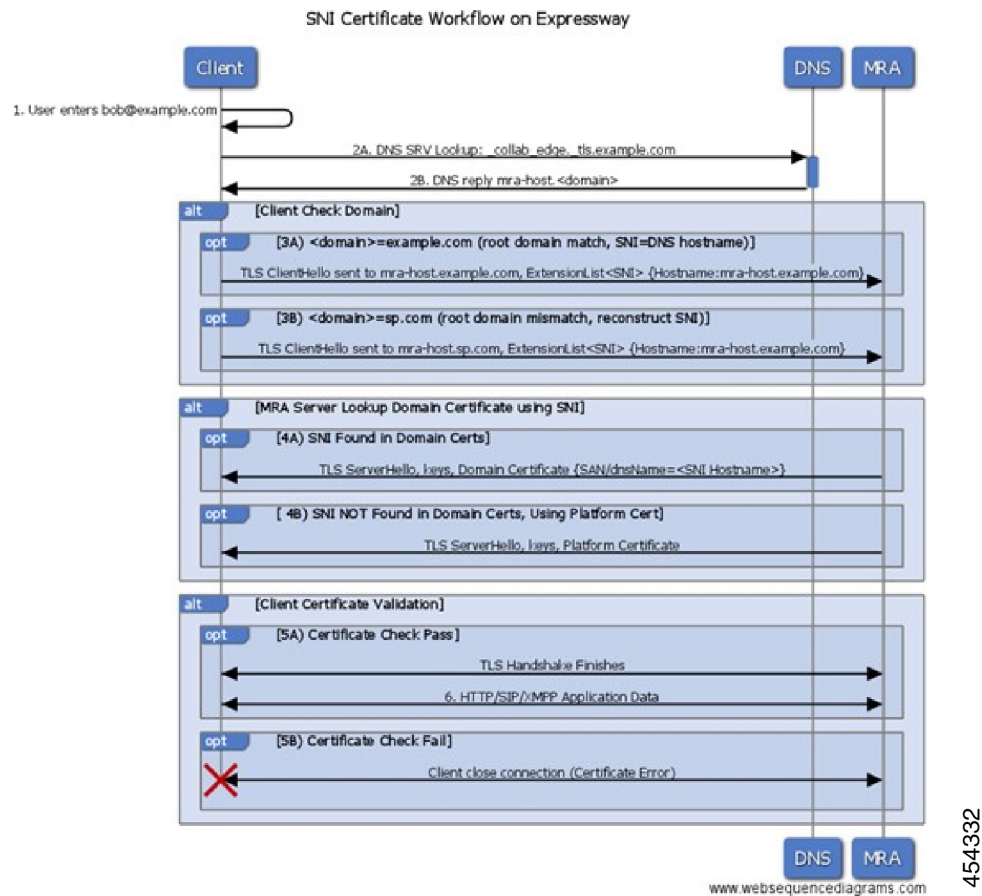 SNI Certificate Workflow on Expressway
Client
DNS
MRA
1. User enters bob@example.com
2A. DNS SRV Lookup: _collab_edge._tls.example.com
2B. DNS reply mra-host.<domain>
alt [Client Check Domain]
opt [3A) <domain>=example.com (root domain match, SNI=DNS hostname)]
TLS ClientHello sent to mra-host.example.com, ExtensionList<SNI> {Hostname:mra-host.example.com}
opt [3B) <domain>=sp.com (root domain mismatch, reconstruct SNI)]
TLS ClientHello sent to mra-host.sp.com, ExtensionList<SNI> {Hostname:mra-host.example.com}
alt [MRA Server Lookup Domain Certificate using SNI]
opt [4A) SNI Found in Domain Certs]
TLS ServerHello, keys, Domain Certificate {SAN/dnsName=<SNI Hostname>}
opt [ 4B) SNI NOT Found in Domain Certs, Using Platform Cert]
TLS ServerHello, keys, Platform Certificate
alt [Client Certificate Validation]
opt [5A) Certificate Check Pass]
TLS Handshake Finishes
6. HTTP/SIP/XMPP Application Data
opt [5B) Certificate Check Fail]
Client close connection (Certificate Error)
DNS
MRA
www.websequencediagrams.com
454332